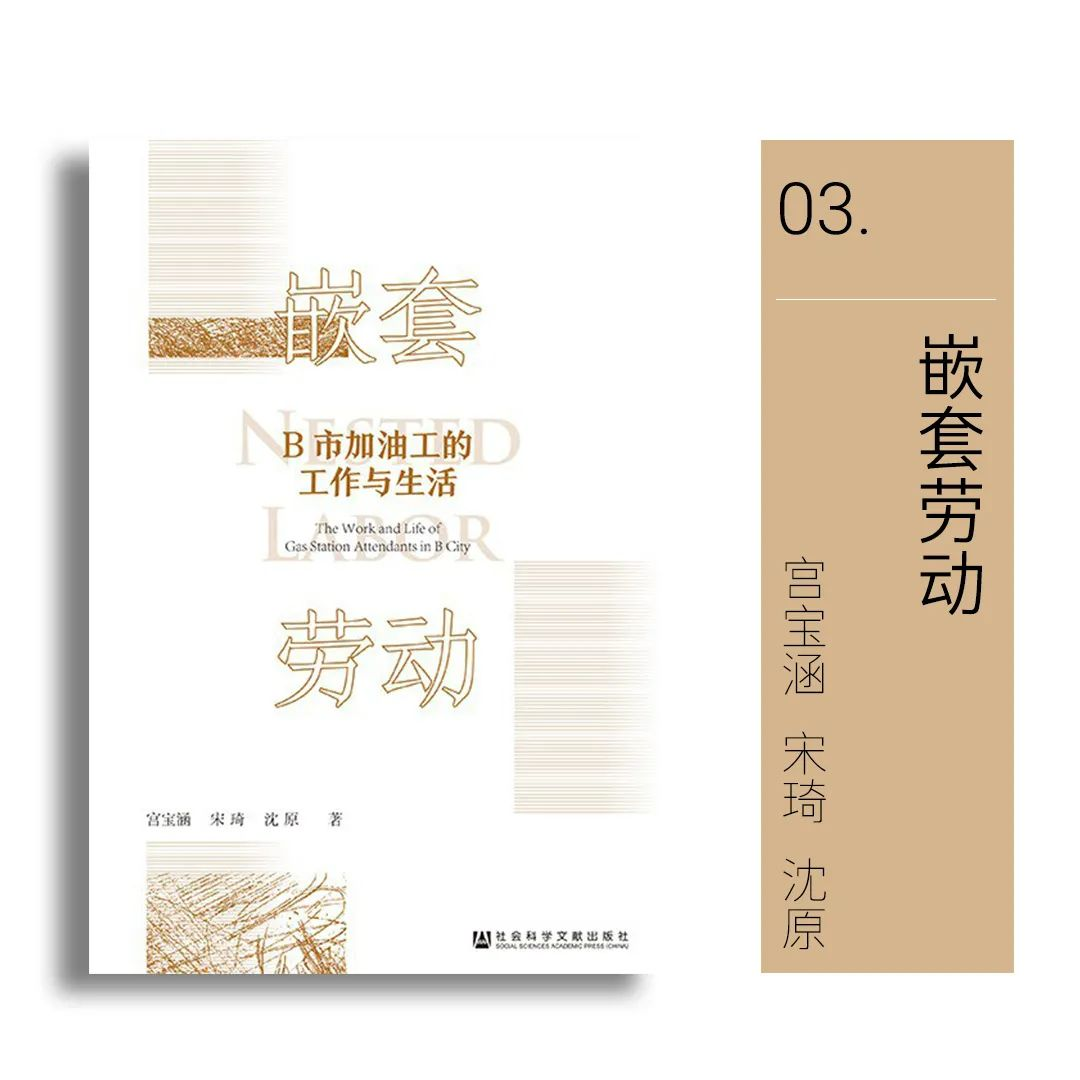 嵌套
NESTED
B 市加油工的
工作与生活
The Work and Life of
Gas Station Attendants in B City
LABOR
劳动
宫宝涵 宋琦 沈原 著
社会科学文献出版社
SOCIAL SCIENCES ACADEMIC PRESS (CHINA)
03.
嵌套劳动
宫宝涵 宋琦 沈原